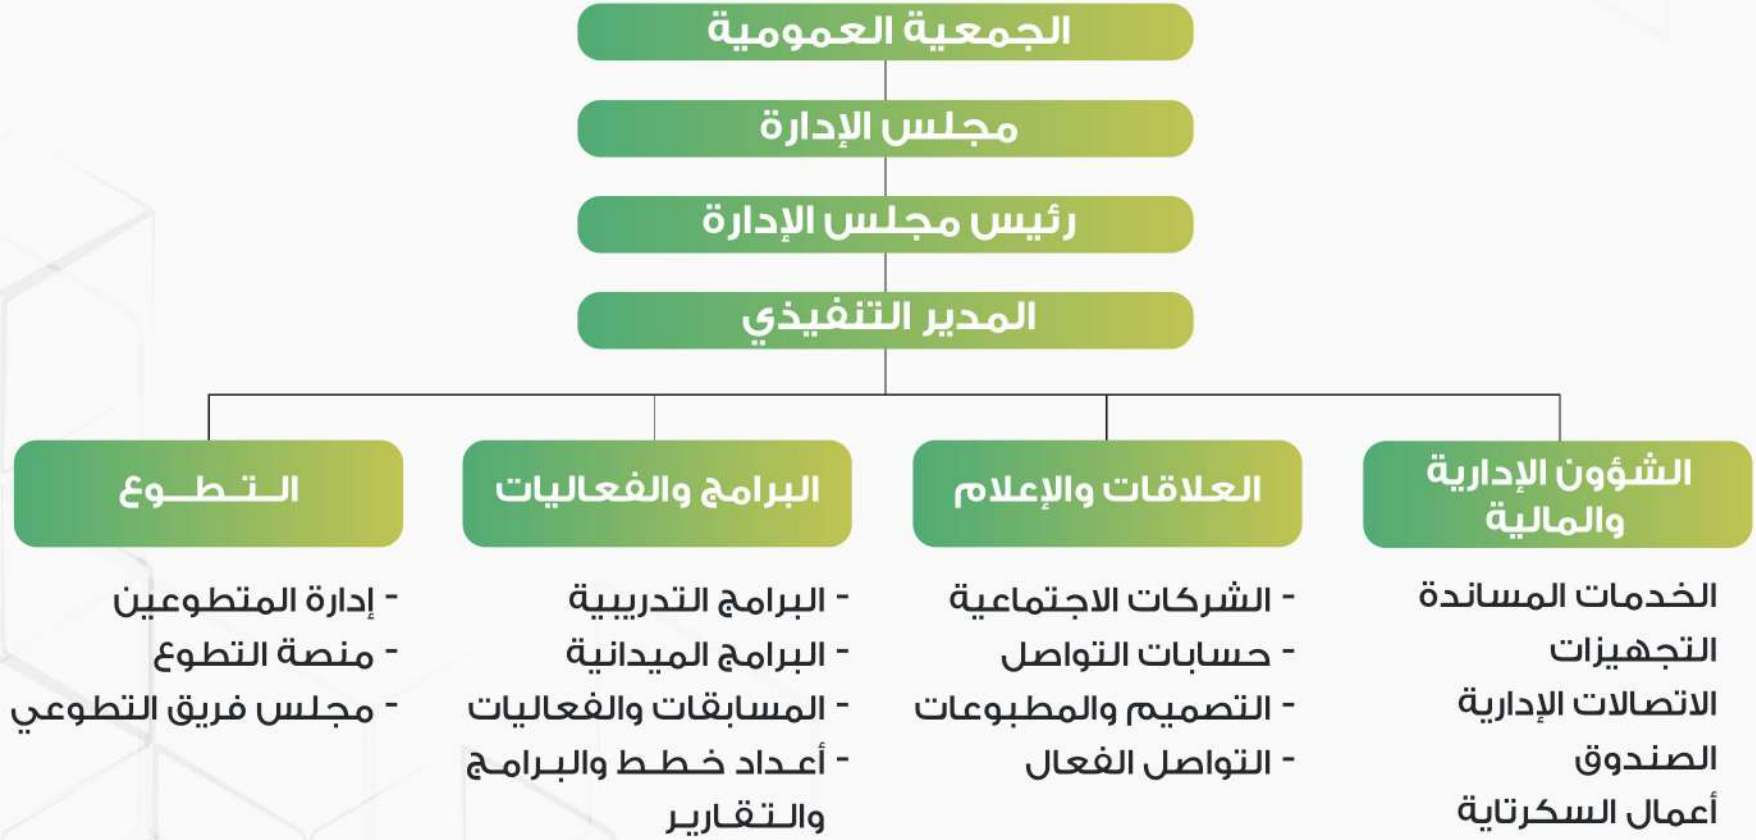 الجمعية العمومية
مجلس الإدارة
رئيس مجلس الإدارة
المدير التنفيذي
الشؤون الإدارية
والمالية
الخدمات المساندة
التجهيزات
الاتصالات الإدارية
الصندوق
أعمال السكرتاية
العلاقات والإعلام
- الشركات الاجتماعية
- حسابات التواصل
- التصميم والمطبوعات
- التواصل الفعال
البرامج والفعاليات
- البرامج التدريبية
- البرامج الميدانية
- المسابقات والفعاليات
- أعـداد خـطـط والبـرامـج
والـتـقـاريـر
الــتــطــوع
- إدارة المتطوعين
- منصة التطوع
- مجلس فريق التطوعي